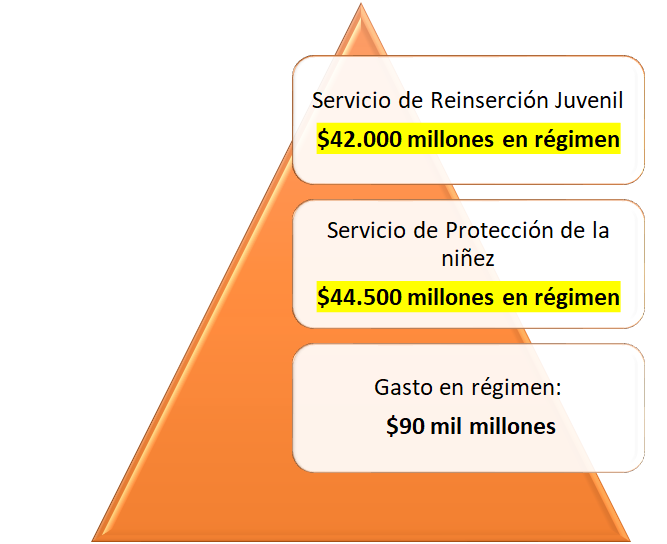 Servicio de Reinserción Juvenil
$42.000 millones en régimen
Servicio de Protección de la
niñez
$44.500 millones en régimen
Gasto en régimen:
$90 mil millones